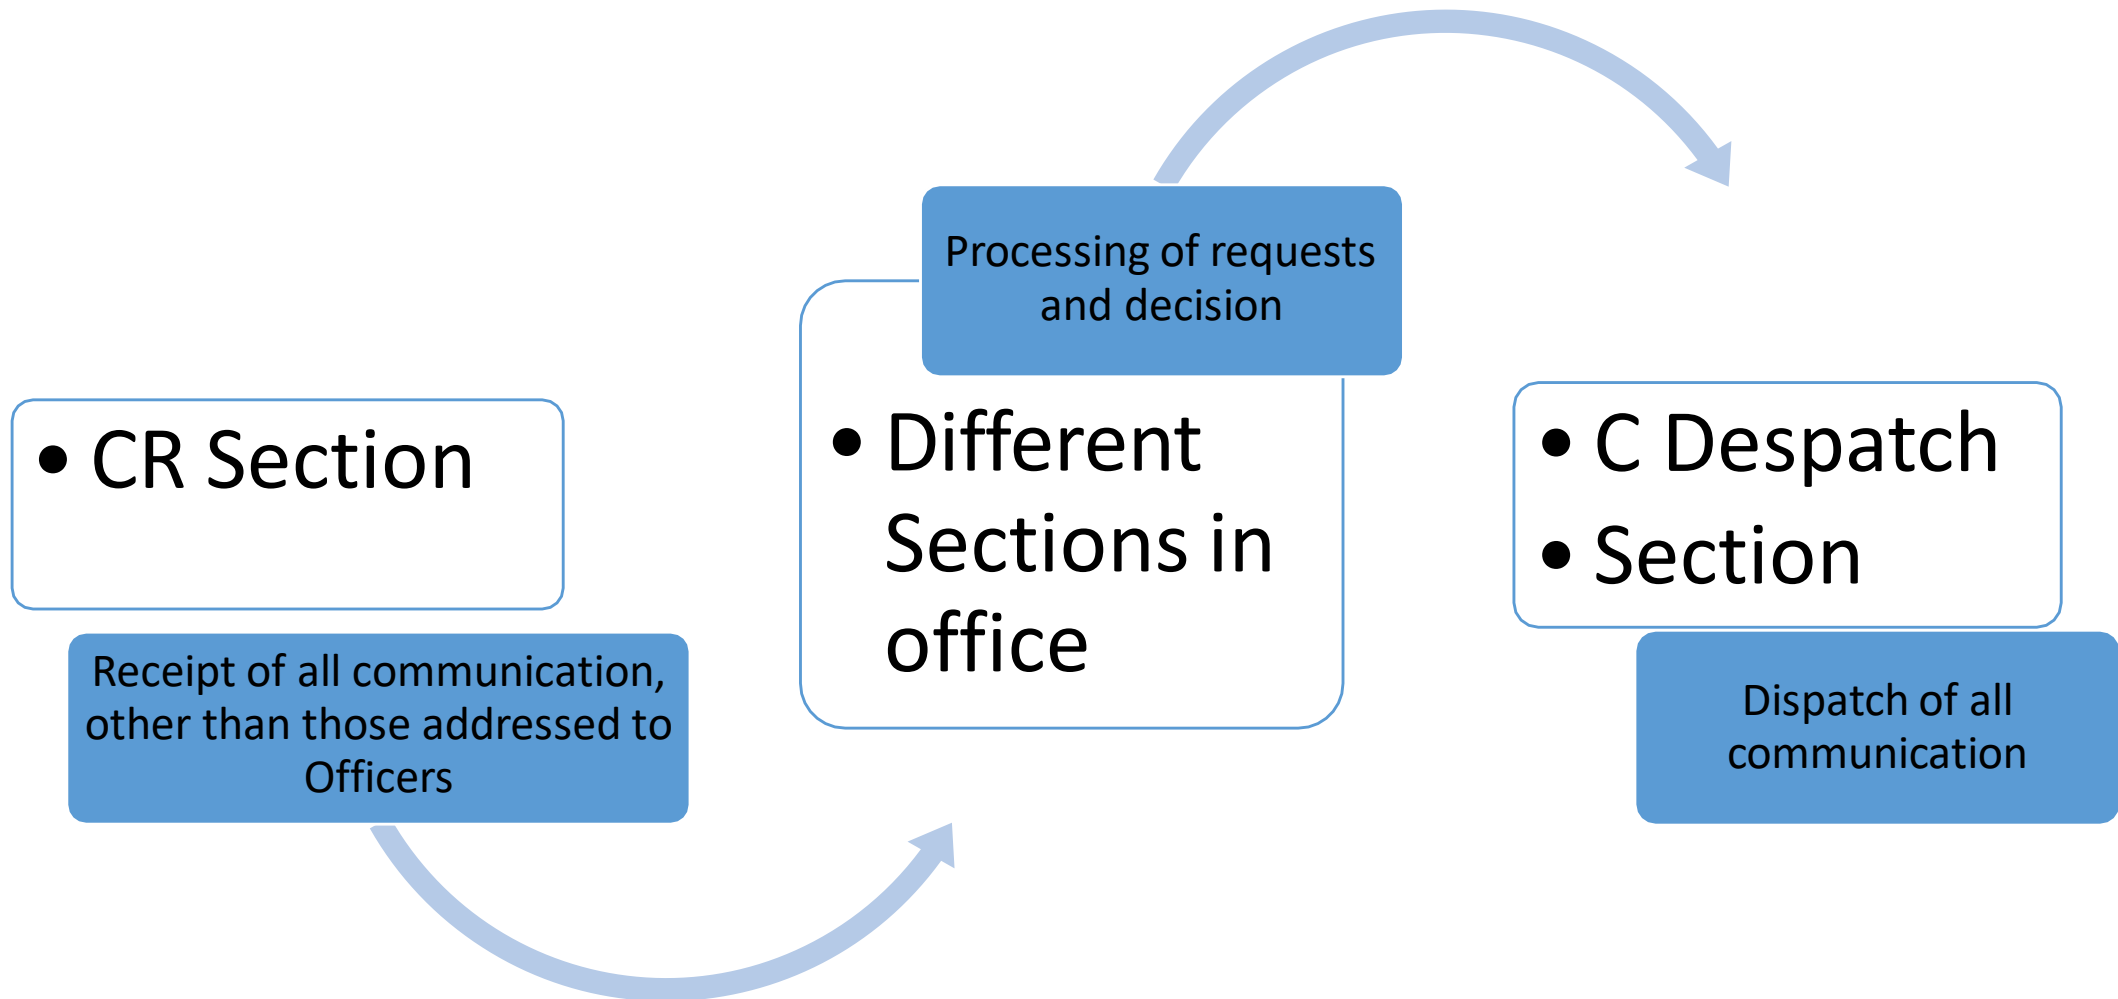 • CR Section
Receipt of all communication,
other than those addressed to
Officers
Processing of requests
and decision
• Different
Sections in
office
• C Despatch
• Section
Dispatch of all
communication